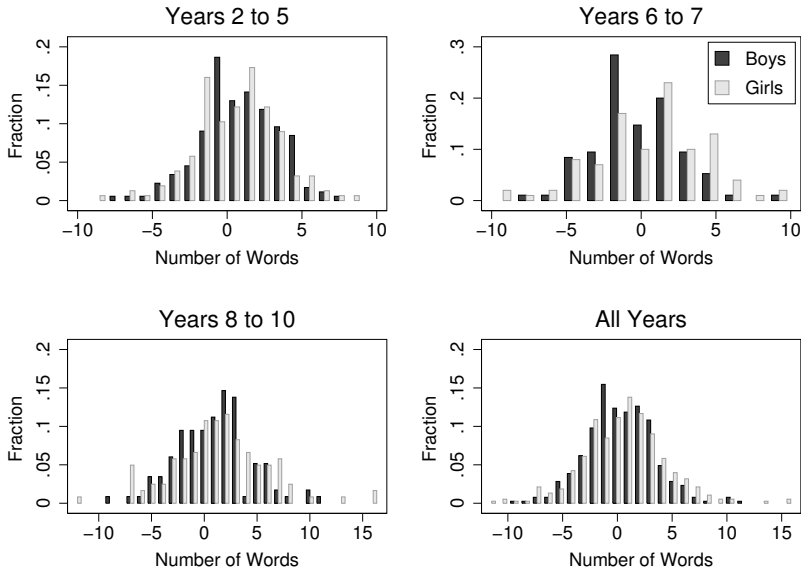 Years 2 to 5
Fraction
0 .05 .1 .15 .2
−10 −5 0 5 10
Number of Words
Years 6 to 7
Boys
Girls
Fraction
0 .1 .2 .3
−10 −5 0 5 10
Number of Words
Years 8 to 10
Fraction
0 .05 .1 .15 .2
−10 −5 0 5 10 15
Number of Words
All Years
Fraction
0 .05 .1 .15 .2
−10 −5 0 5 10 15
Number of Words